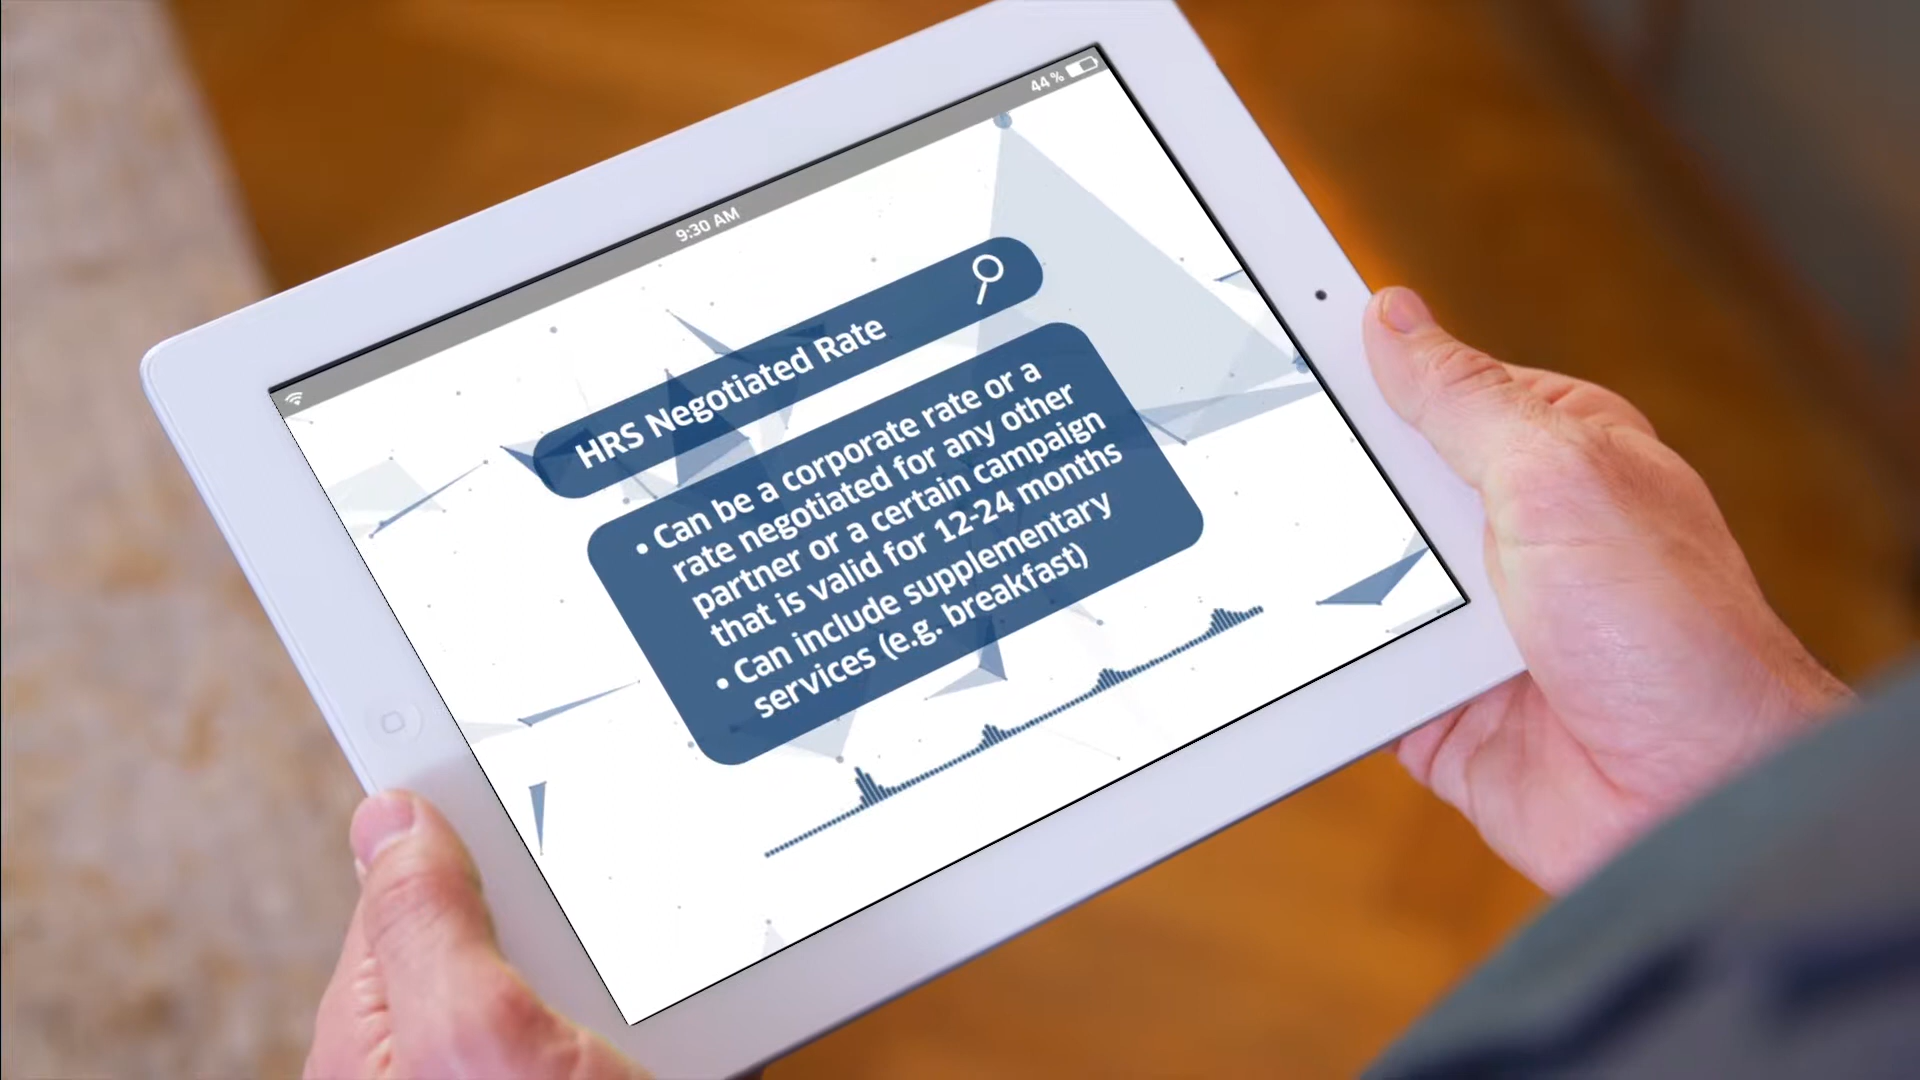 44 %
9:30 AM
HRS Negotiated Rate
• Can be a corporate rate or a
rate negotiated for any other
partner or a certain campaign
that is valid for 12-24 months
• Can include supplementary
services (e.g. breakfast)